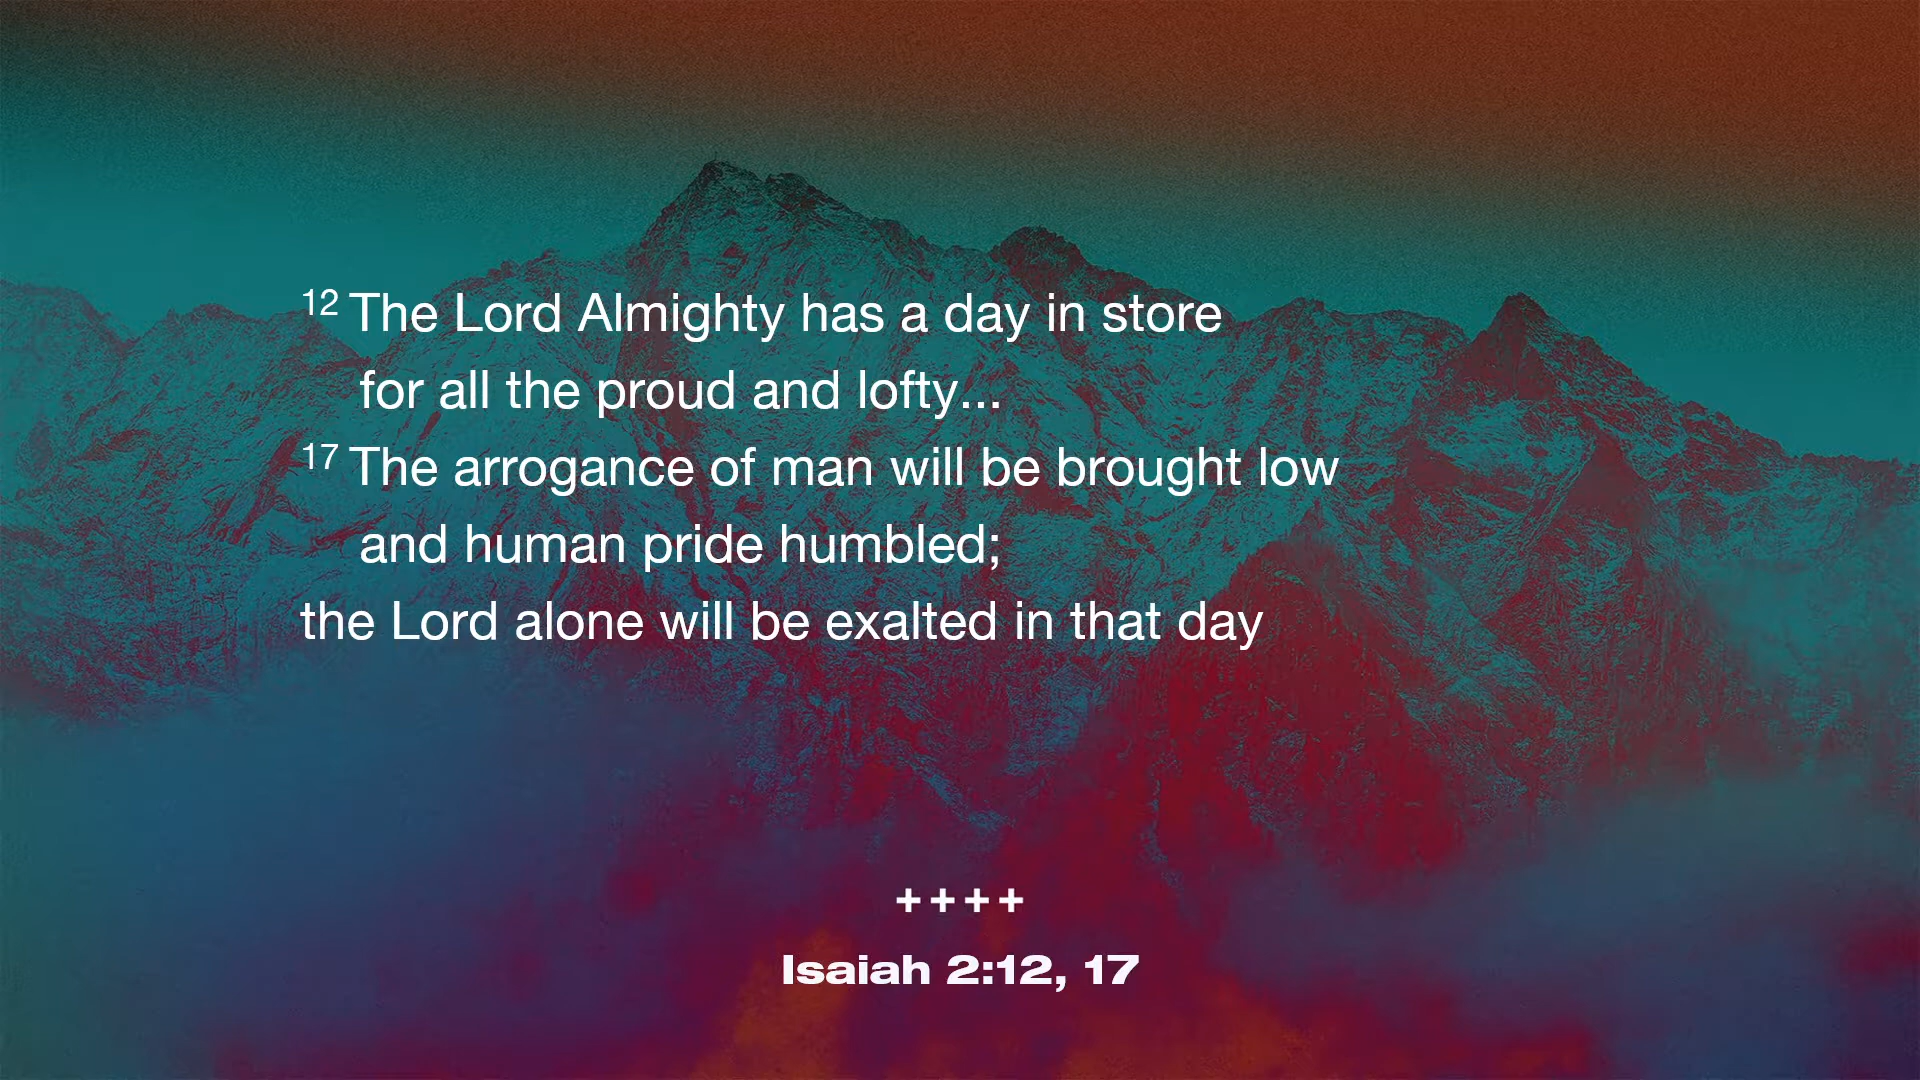 12 The Lord Almighty has a day in store
for all the proud and lofty...
17 The arrogance of man will be brought low
and human pride humbled;
the Lord alone will be exalted in that day
++++
Isaiah 2:12, 17